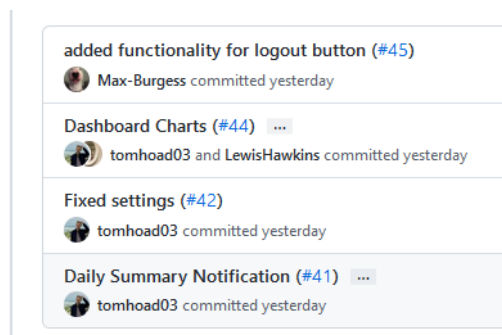 added functionality for logout button (#45)
Max-Burgess committed yesterday
Dashboard Charts (#44) ...
tomhoad03 and LewisHawkins committed yesterday
Fixed settings (#42)
tomhoad03 committed yesterday
Daily Summary Notification (#41) ...
tomhoad03 committed yesterday